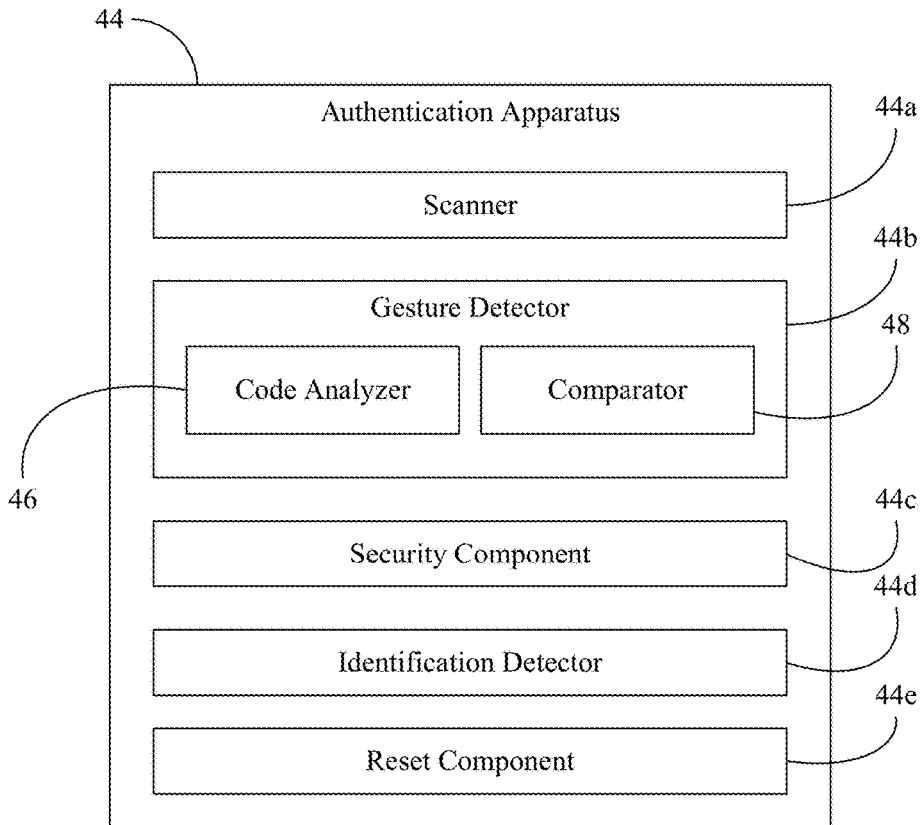 44
Authentication Apparatus
44a
Scanner
44b
Gesture Detector
48
Code Analyzer
Comparator
46
44c
Security Component
44d
Identification Detector
44e
Reset Component